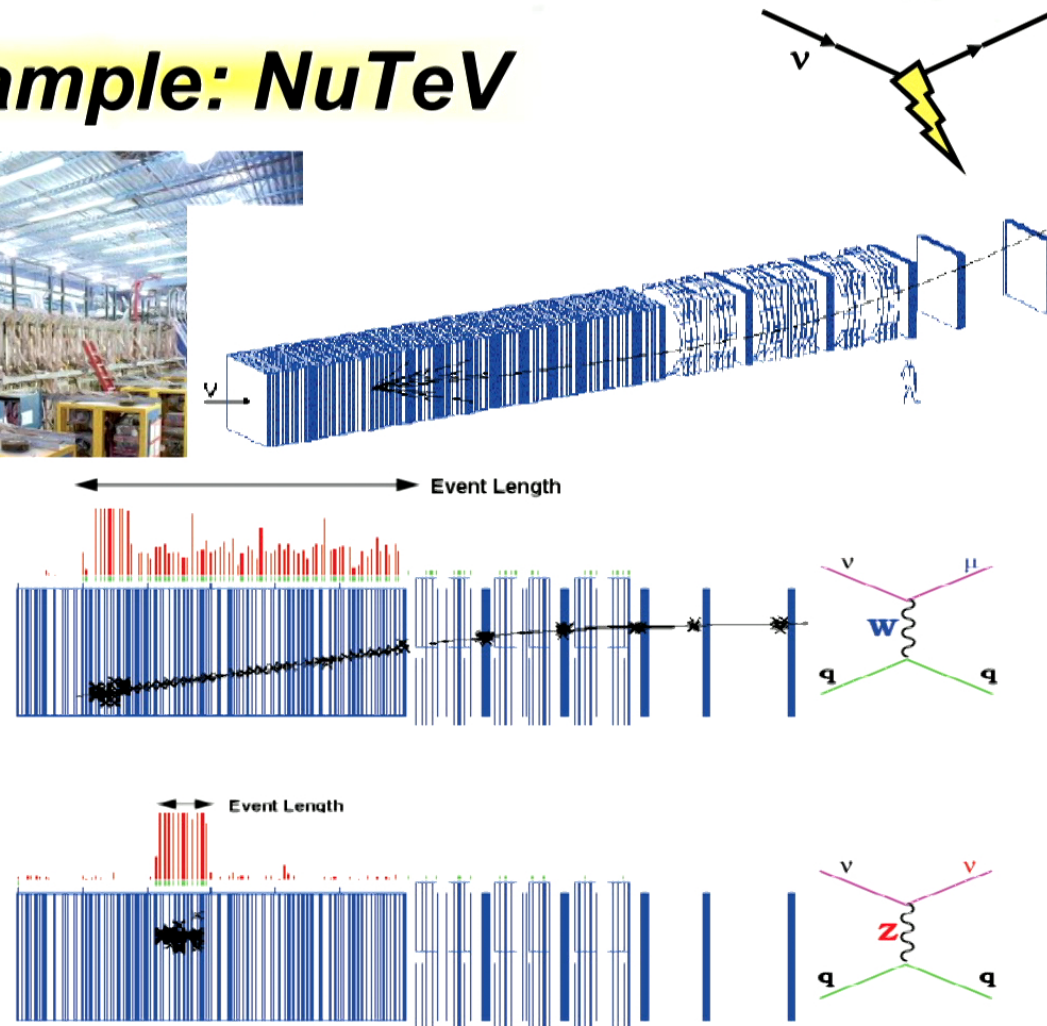 ample: NuTeV
ν
ν
Event Length
ν μ
W
q q
Event Length
ν ν
Z
q q